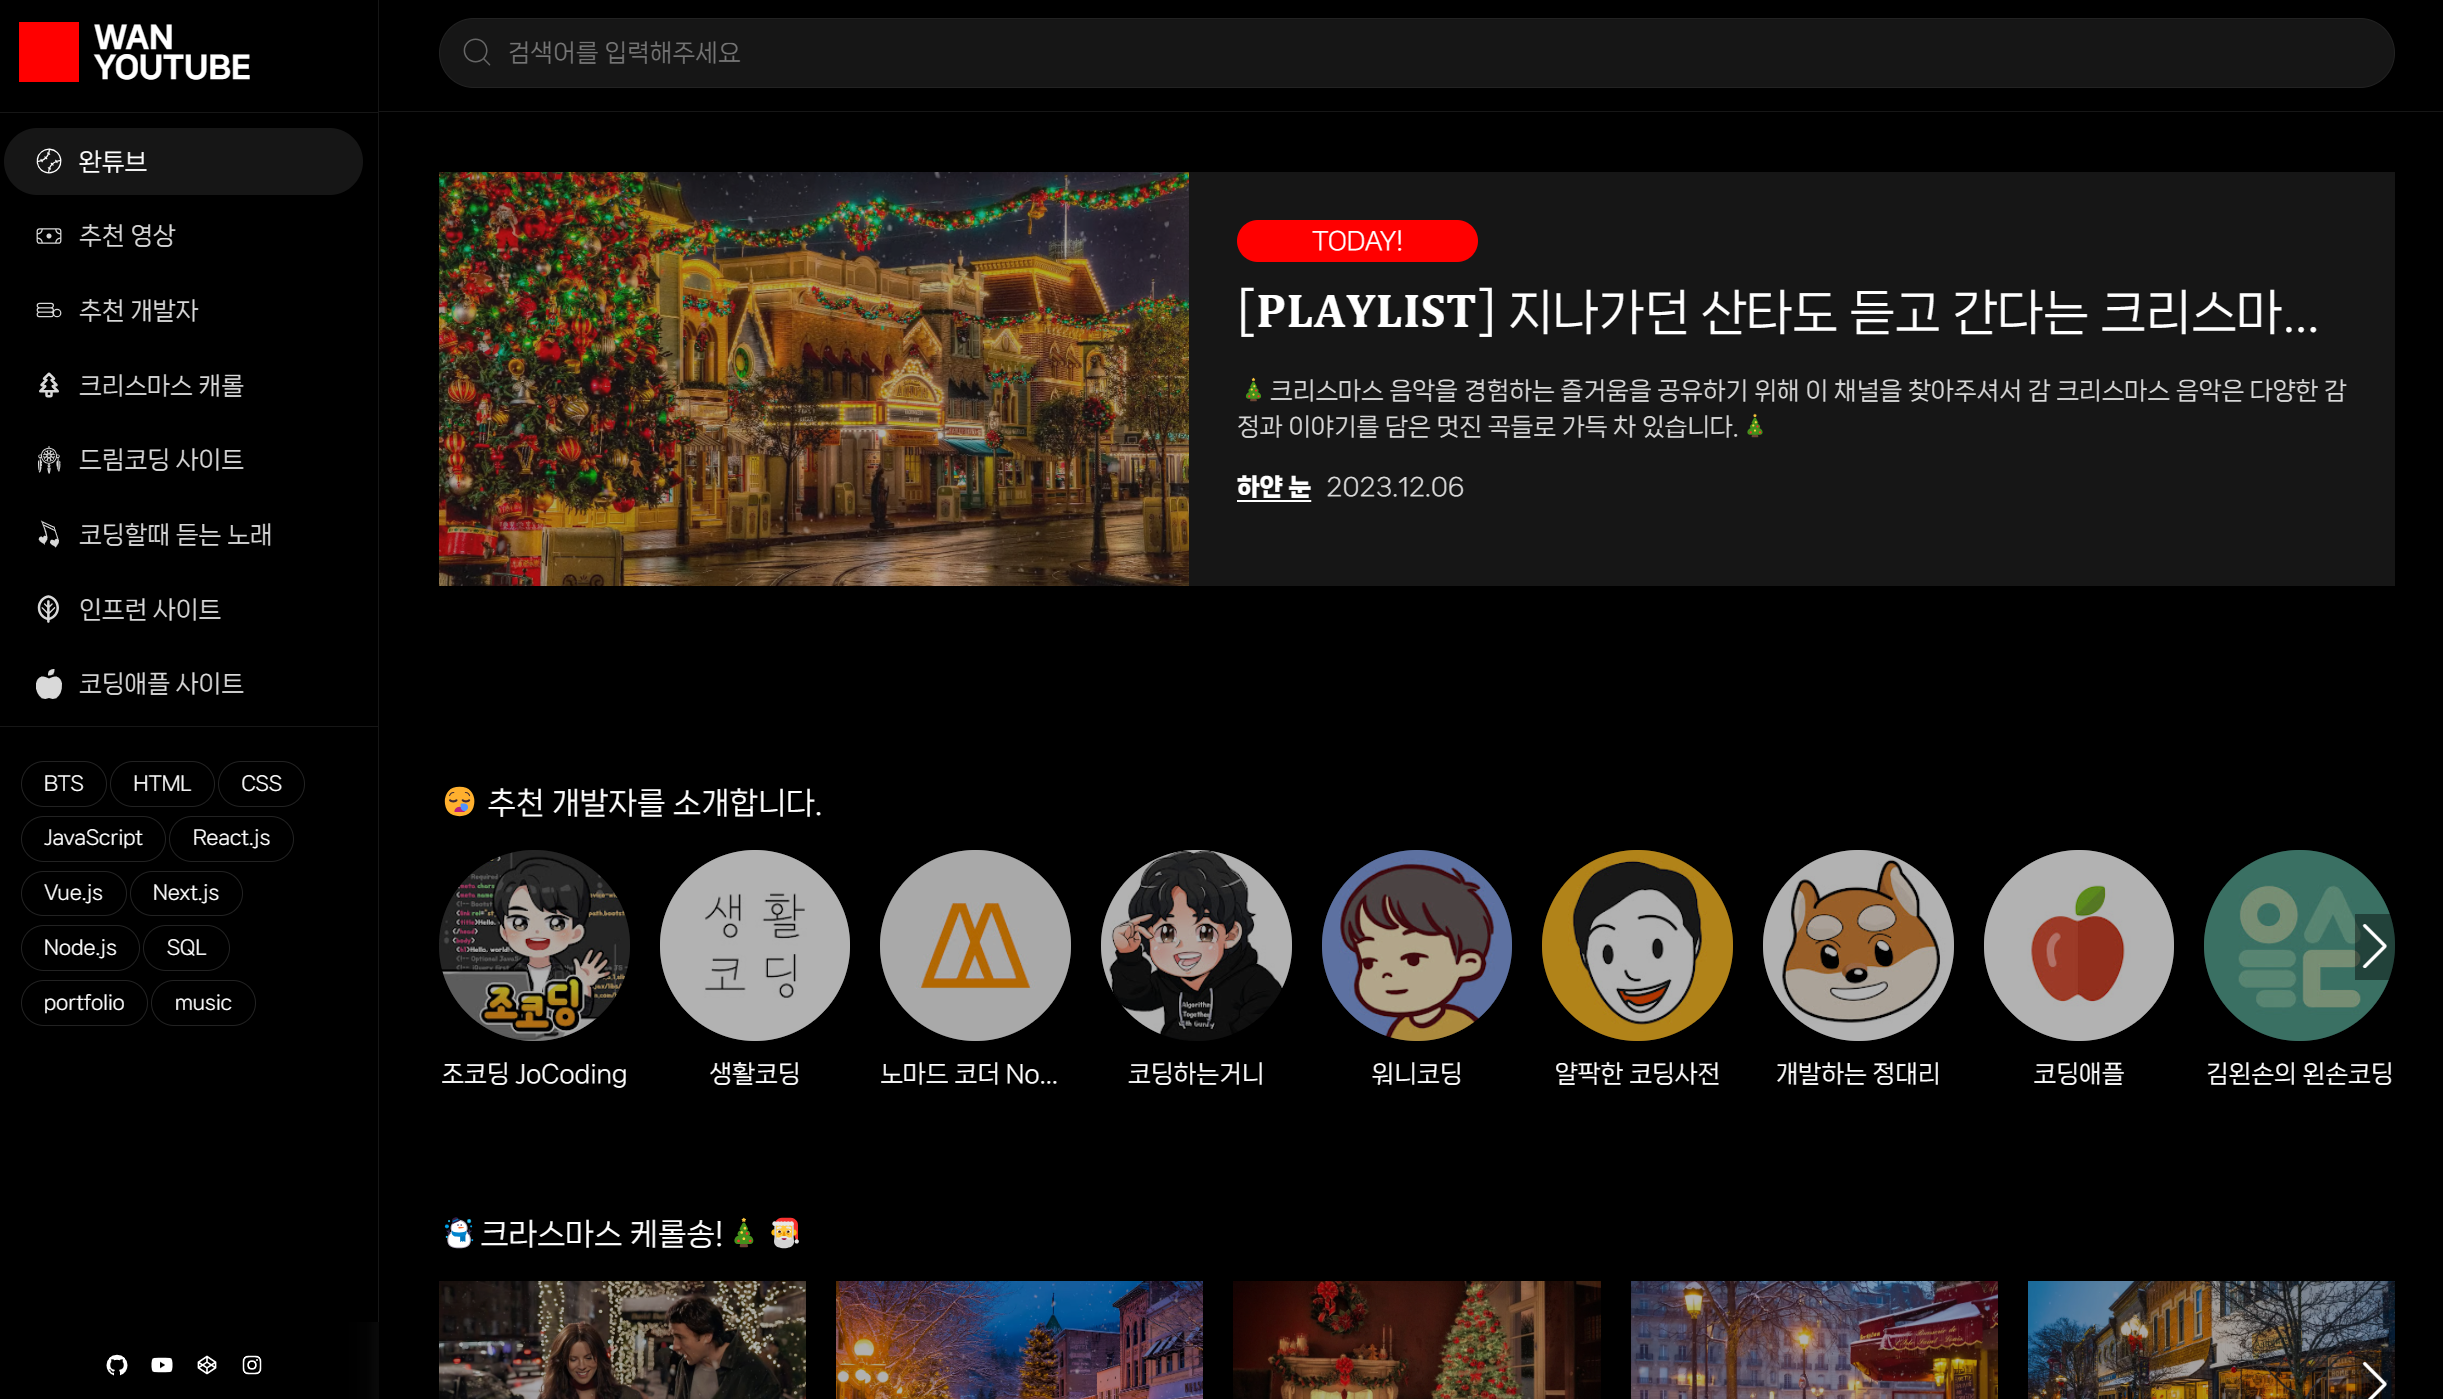 WAN
YOUTUBE
검색어를 입력해주세요
완튜브
추천 영상
추천 개발자
크리스마스 캐롤
드림코딩 사이트
코딩할때 듣는 노래
인프런 사이트
코딩애플 사이트
BTS
HTML
CSS
JavaScript
React.js
Vue.js
Next.js
Node.js
SQL
portfolio
music
TODAY!
[PLAYLIST] 지나가던 산타도 듣고 간다는 크리스마...
🎄 크리스마스 음악을 경험하는 즐거움을 공유하기 위해 이 채널을 찾아주셔서 감 크리스마스 음악은 다양한 감
정과 이야기를 담은 멋진 곡들로 가득 차 있습니다.🎄
하얀 눈 2023.12.06
😪 추천 개발자를 소개합니다.
조코딩
생활
코딩
율
조코딩 JoCoding
생활코딩
노마드 코더 No...
코딩하는거니
워니코딩
얄팍한 코딩사전
개발하는 정대리
코딩애플
김왼손의 왼손코딩
☃️크라스마스 케롤송!🎄 🎅